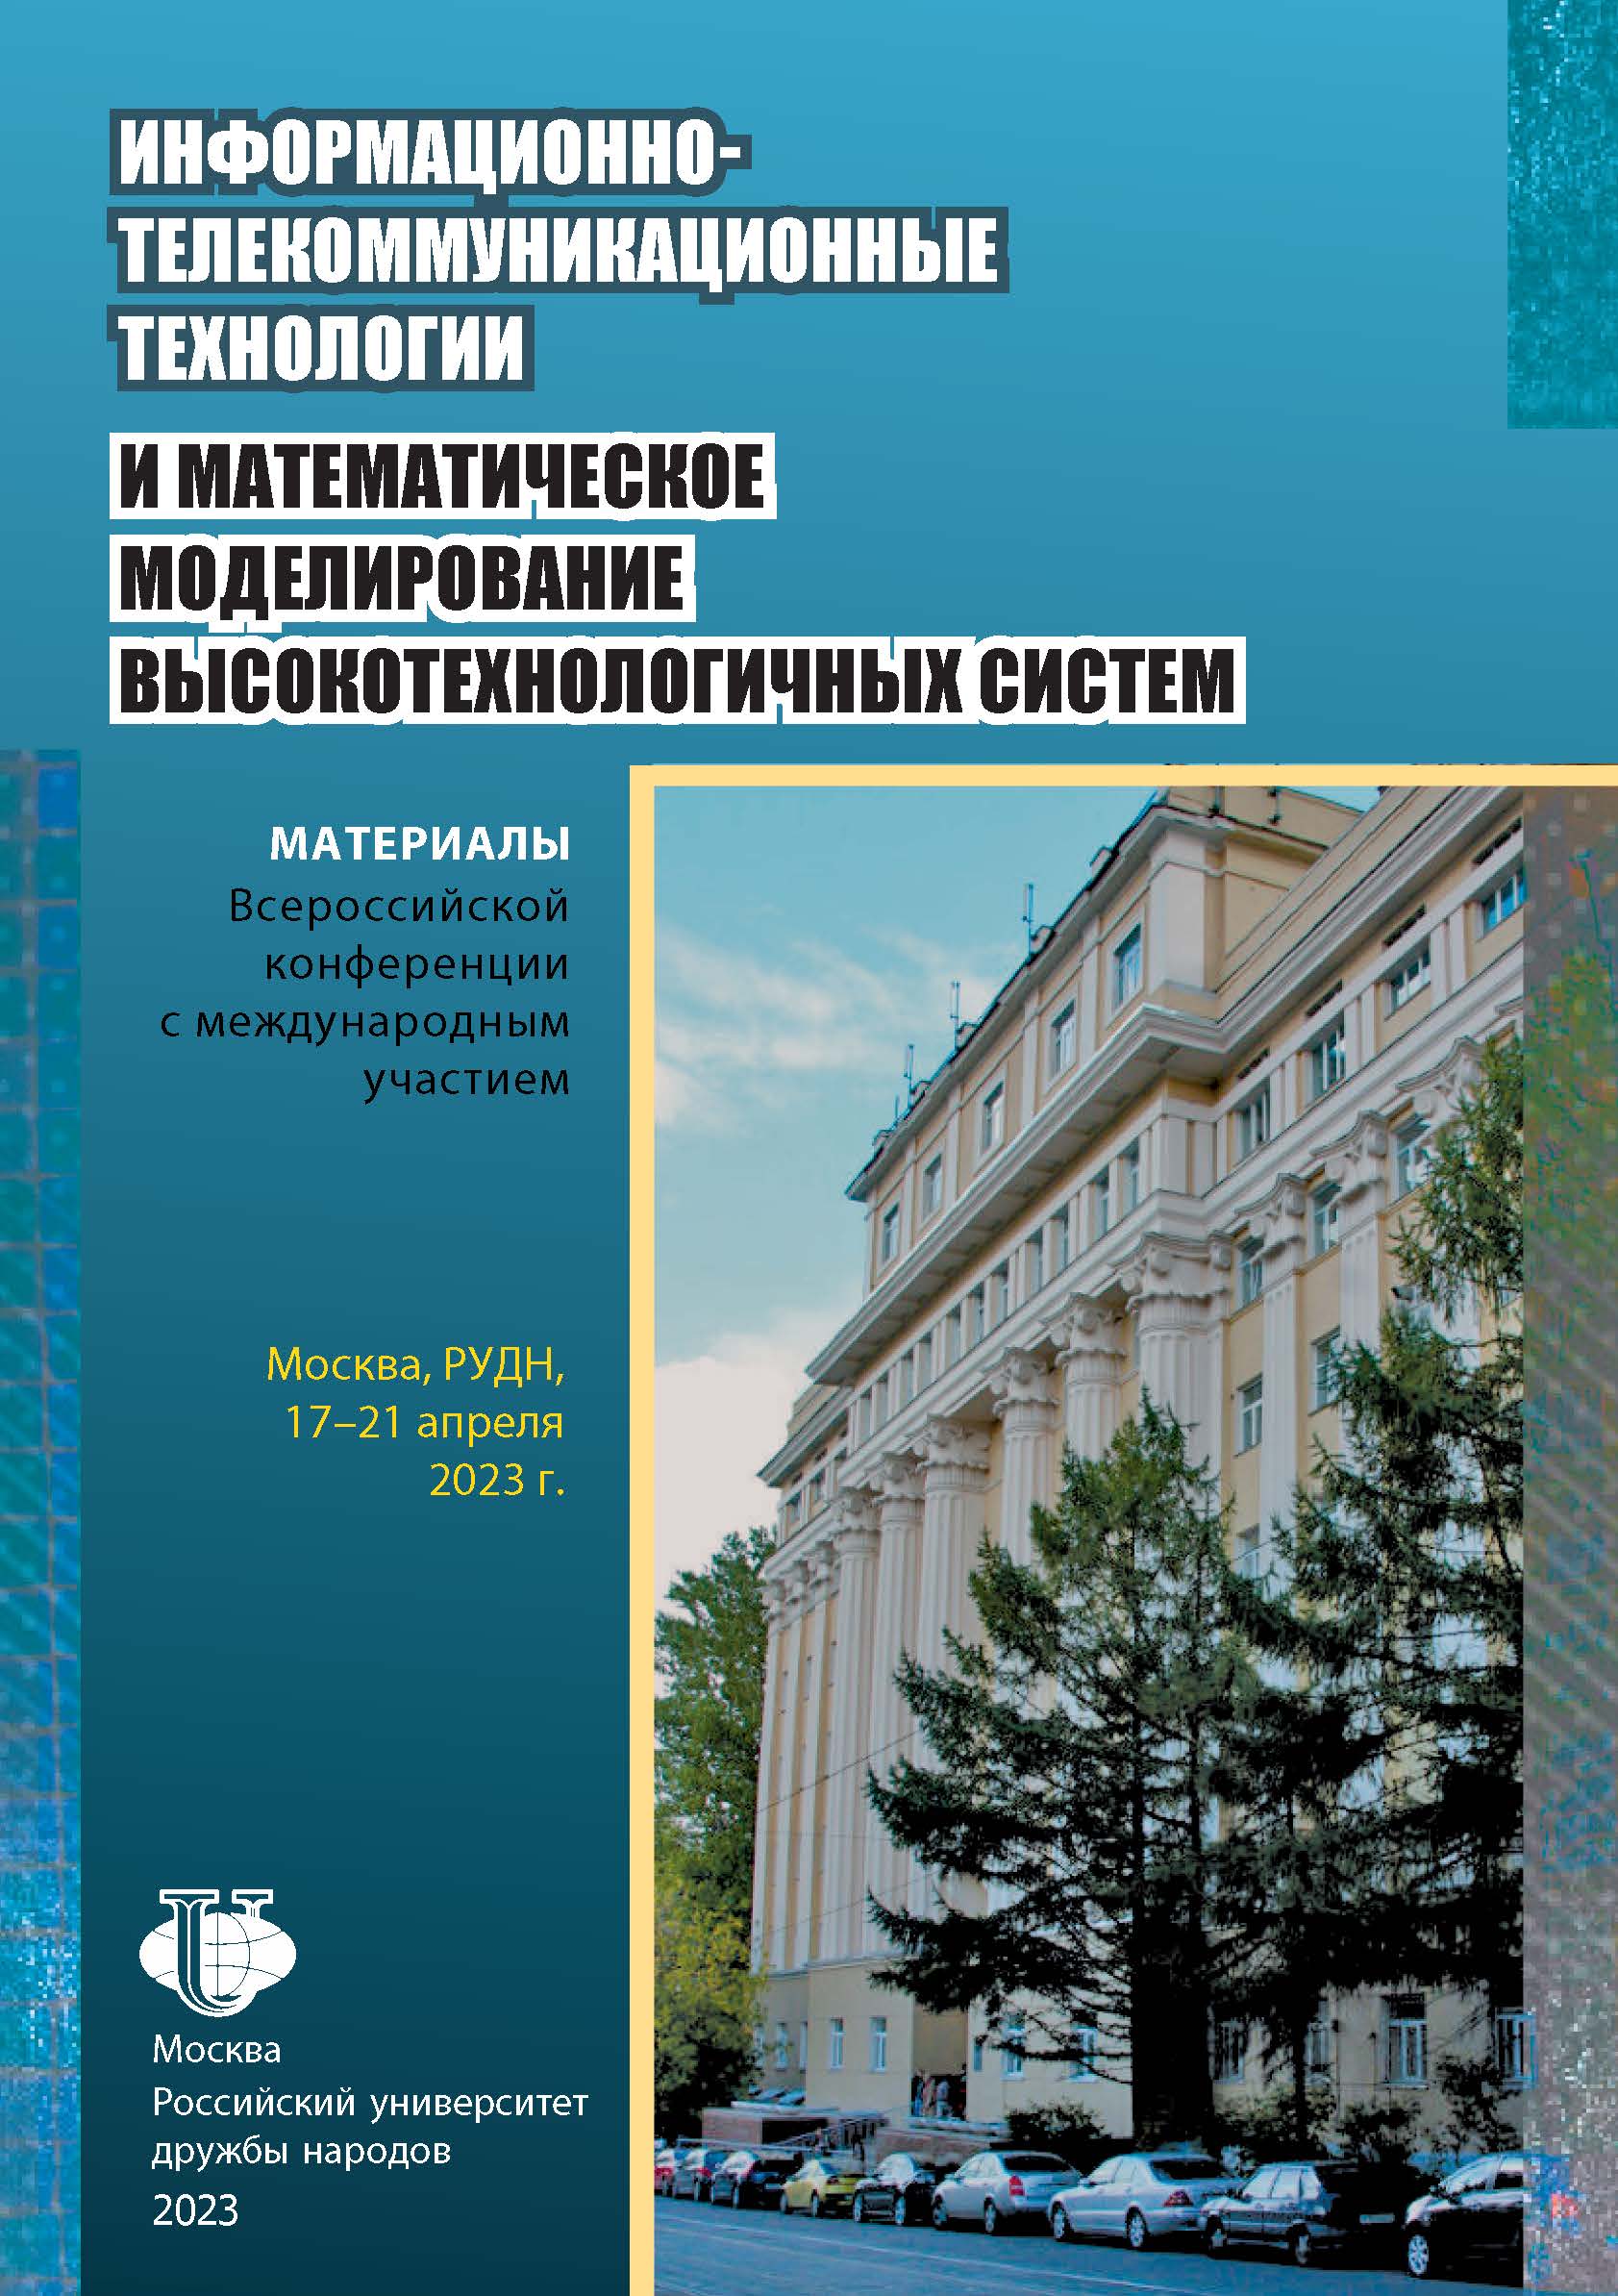 ИНФОРМАЦИОННО-
ТЕЛЕКОММУНИКАЦИОННЫЕ
ТЕХНОЛОГИИ
И МАТЕМАТИЧЕСКОЕ
МОДЕЛИРОВАНИЕ
ВЫСОКОТЕХНОЛОГИЧНЫХ СИСТЕМ
МАТЕРИАЛЫ
Всероссийской
конференции
с международным
участием
Москва, РУДН,
17–21 апреля
2023 г.
Москва
Российский университет
дружбы народов
2023